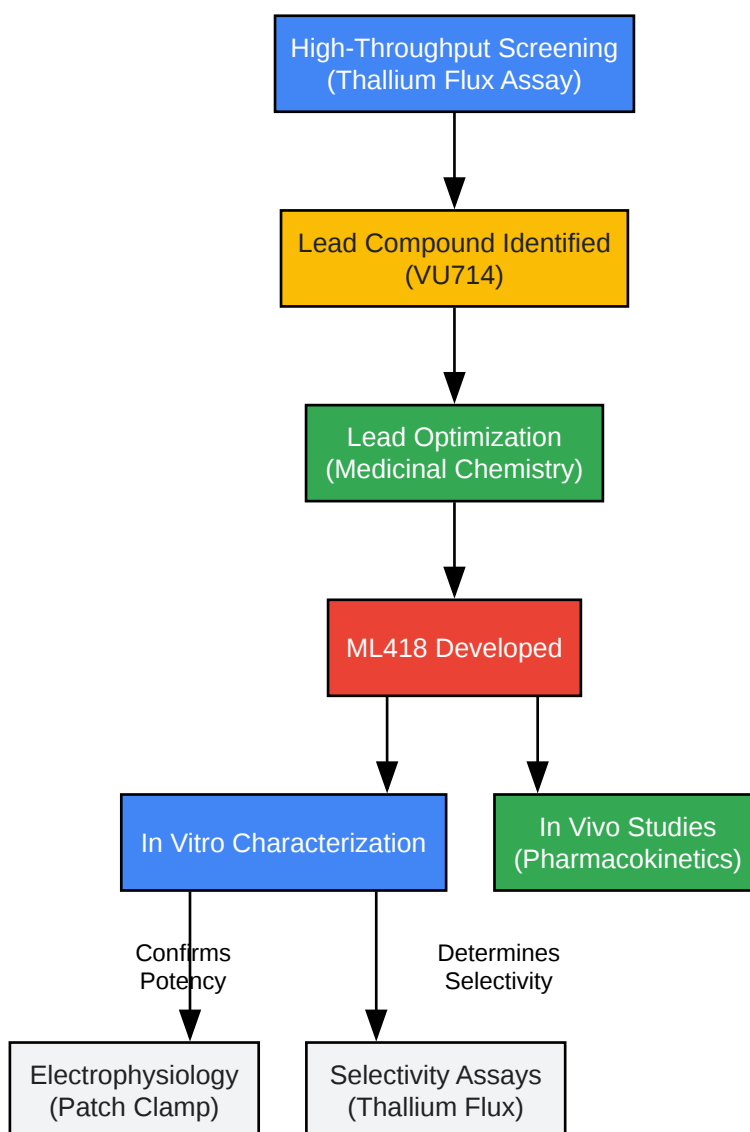 High-Throughput Screening
(Thallium Flux Assay)
Lead Compound Identified
(VU714)
Lead Optimization
(Medicinal Chemistry)
ML418 Developed
In Vitro Characterization
In Vivo Studies
(Pharmacokinetics)
Confirms
Potency
Determines
Selectivity
Electrophysiology
(Patch Clamp)
Selectivity Assays
(Thallium Flux)